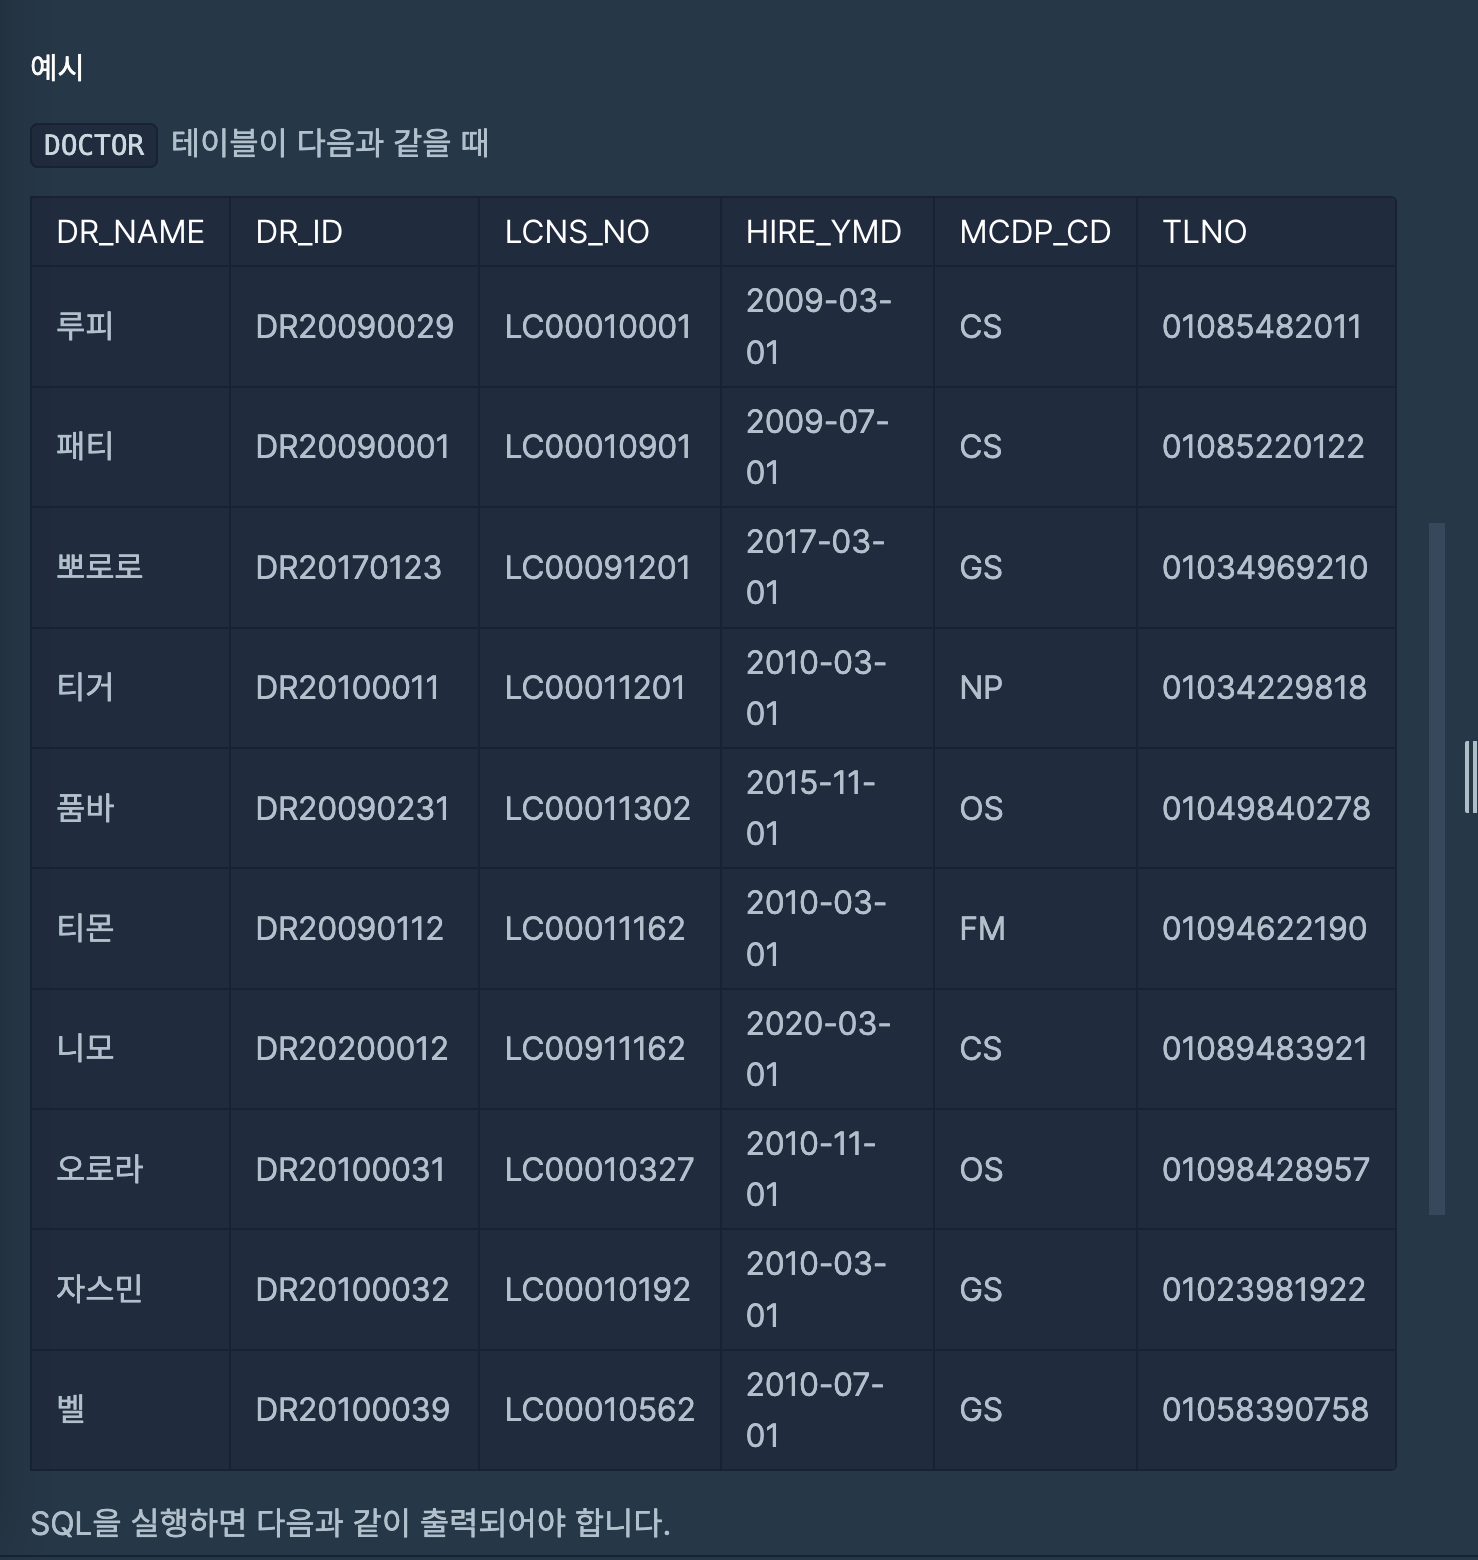 예시
DOCTOR 테이블이 다음과 같을 때
DR_NAME DR_ID LCNS_NO HIRE_YMD MCDP_CD TLNO
루피 DR20090029 LC00010001 2009-03-01 CS 01085482011
패티 DR20090001 LC00010901 2009-07-01 CS 01085220122
뽀로로 DR20170123 LC00091201 2017-03-01 GS 01034969210
티거 DR20100011 LC00011201 2010-03-01 NP 01034229818
품바 DR20090231 LC00011302 2015-11-01 OS 01049840278
티몬 DR20090112 LC00011162 2010-03-01 FM 01094622190
니모 DR20200012 LC00911162 2020-03-01 CS 01089483921
오로라 DR20100031 LC00010327 2010-11-01 OS 01098428957
자스민 DR20100032 LC00010192 2010-03-01 GS 01023981922
벨 DR20100039 LC00010562 2010-07-01 GS 01058390758
SQL을 실행하면 다음과 같이 출력되어야 합니다.